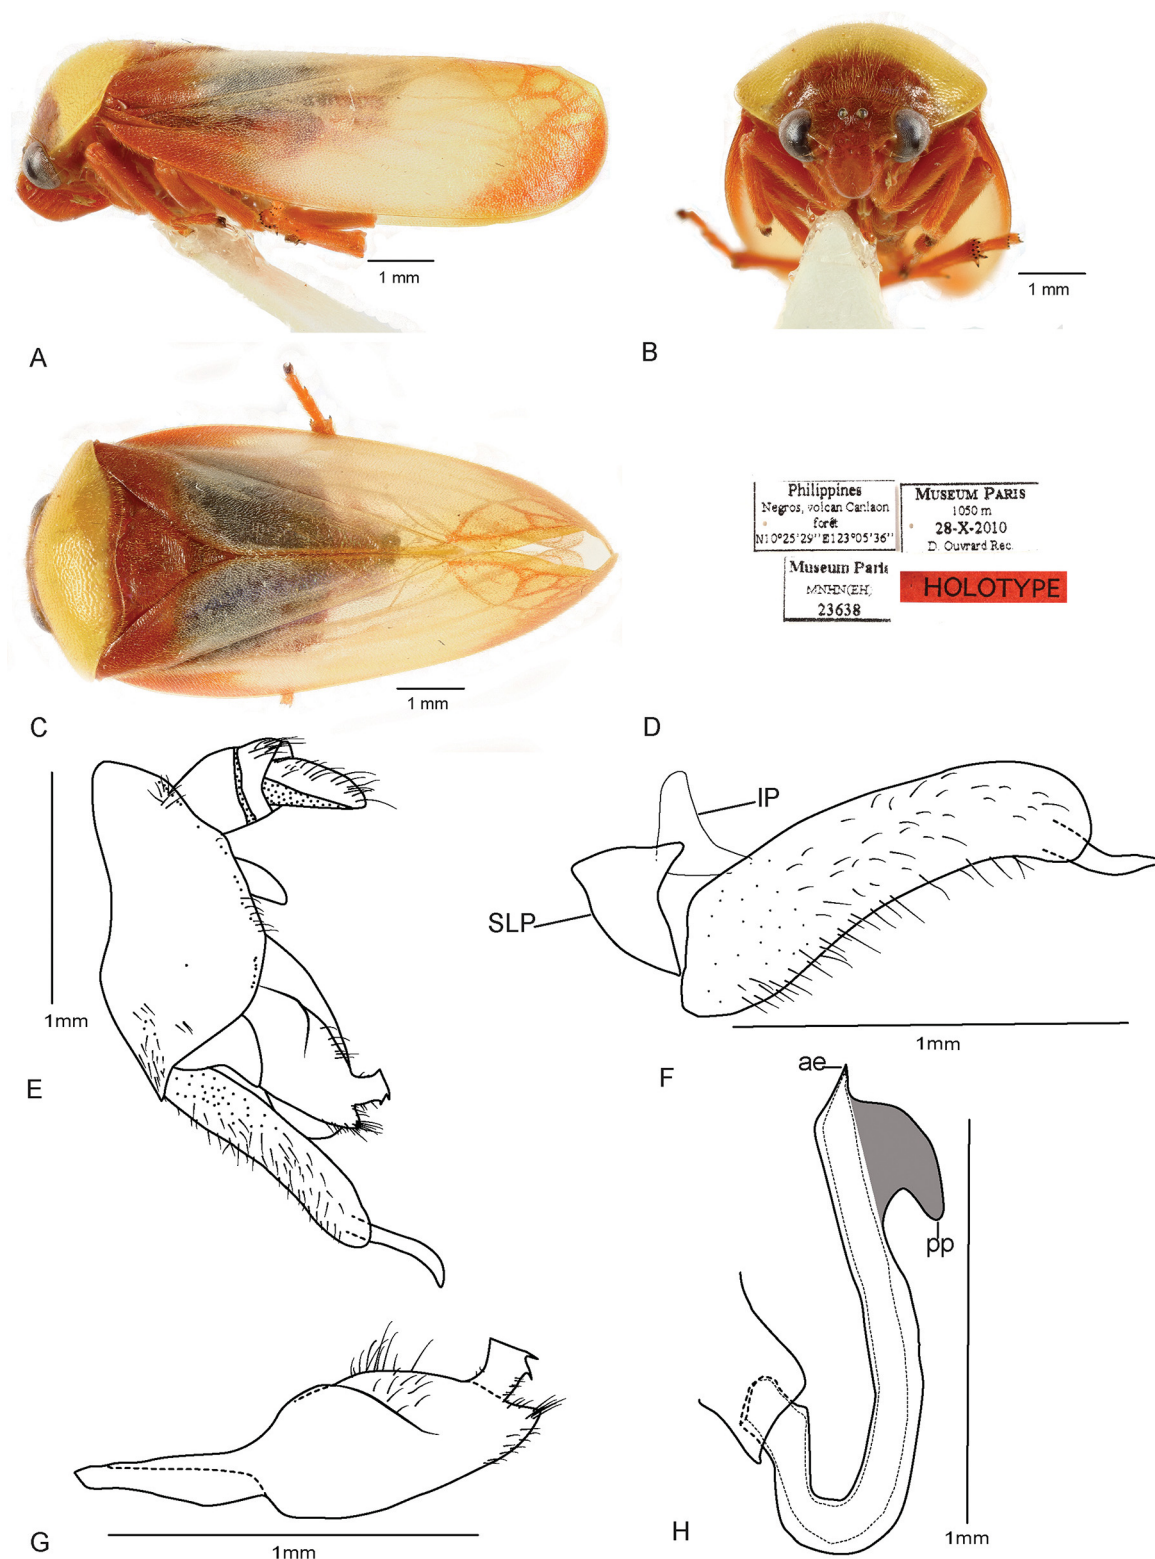 1 mm
1 mm
A
B
Philippines
Negros, volcan Canlaon
forêt
N10°25'29" E123°05'36"
MUSEUM PARIS
1050 m
28-X-2010
D. Ouvrard Rec.
Museum Paris
MNHN(EH)
23638
HOLOTYPE
1 mm
C
D
IP
SLP
1mm
1mm
E
F
ae
pp
G
1mm
H
1mm